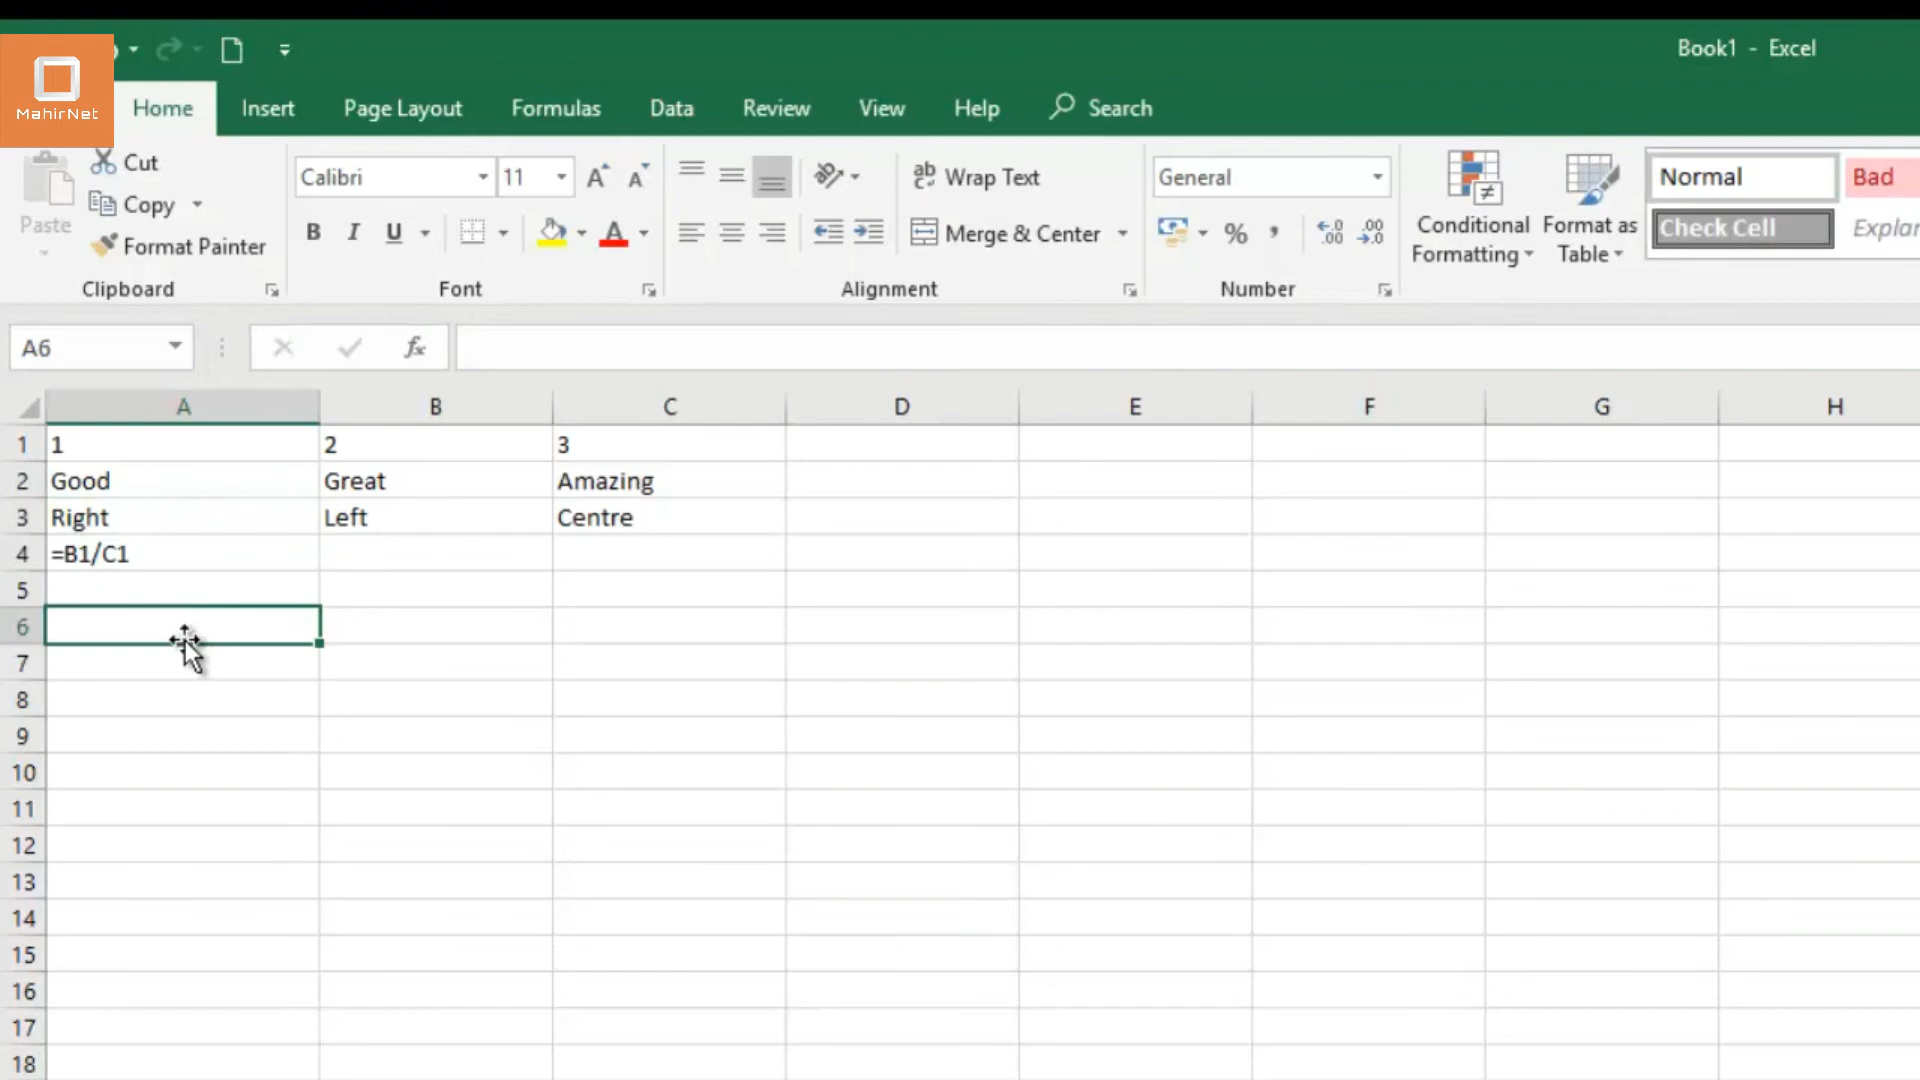 Book1 - Excel
MahirNet
Home Insert Page Layout Formulas Data Review View Help Search
Paste
Cut
Copy
Format Painter
Clipboard
Calibri 11
B I U A
Font
Wrap Text
Merge & Center
Alignment
General
% , .00 .00
Number
Conditional Formatting
Format as Table
Normal Bad
Check Cell
A6 fx
A B C D E F G H
1 1 2 3
2 Good Great Amazing
3 Right Left Centre
4 =B1/C1
5
6
7
8
9
10
11
12
13
14
15
16
17
18